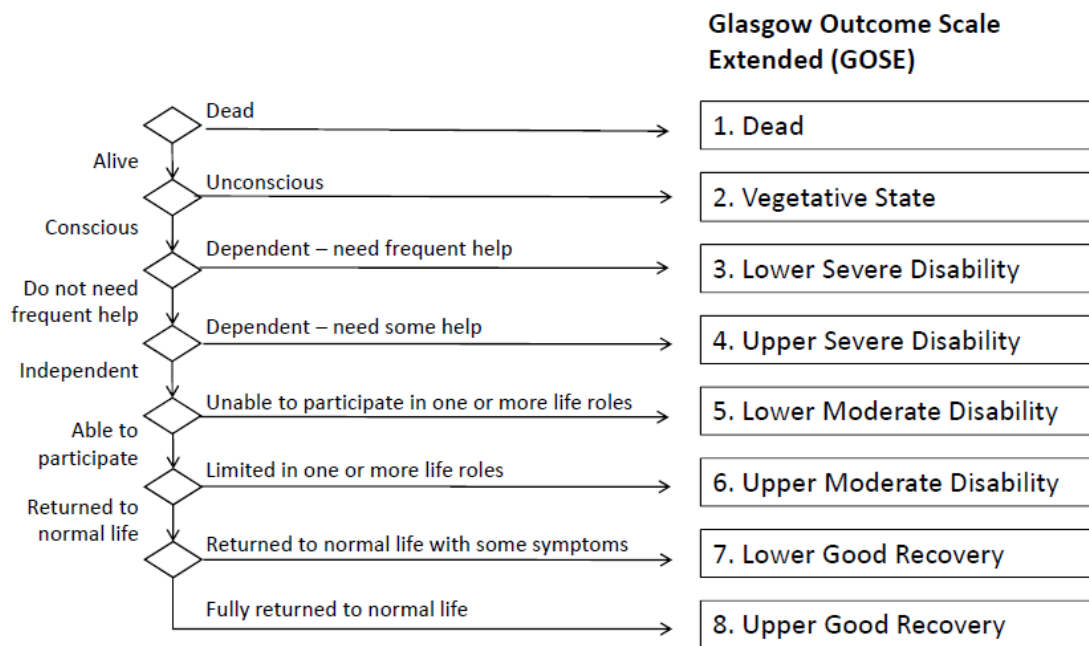 Glasgow Outcome Scale
Extended (GOSE)
Dead
1. Dead
Alive
Unconscious
2. Vegetative State
Conscious
Dependent – need frequent help
3. Lower Severe Disability
Do not need
frequent help
Dependent – need some help
4. Upper Severe Disability
Independent
Unable to participate in one or more life roles
5. Lower Moderate Disability
Able to
participate
Limited in one or more life roles
6. Upper Moderate Disability
Returned to
normal life
Returned to normal life with some symptoms
7. Lower Good Recovery
Fully returned to normal life
8. Upper Good Recovery